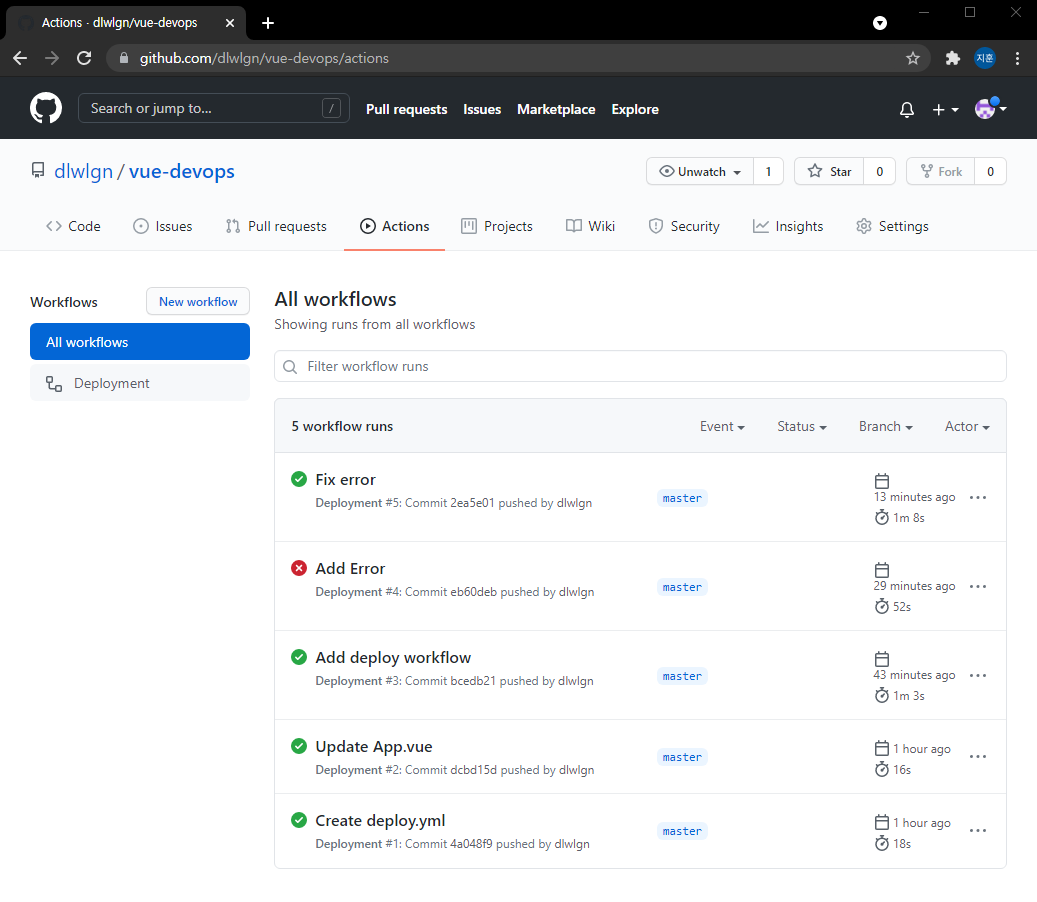 Actions · dlwlgn/vue-devops
github.com/dlwlgn/vue-devops/actions
지훈
Search or jump to...
/
Pull requests
Issues
Marketplace
Explore
dlwlgn / vue-devops
Unwatch
1
Star
0
Fork
0
Code
Issues
Pull requests
Actions
Projects
Wiki
Security
Insights
Settings
Workflows
New workflow
All workflows
Deployment
All workflows
Showing runs from all workflows
Filter workflow runs
5 workflow runs
Event
Status
Branch
Actor
Fix error
Deployment #5: Commit 2ea5e01 pushed by dlwlgn
master
13 minutes ago
1m 8s
Add Error
Deployment #4: Commit eb60deb pushed by dlwlgn
master
29 minutes ago
52s
Add deploy workflow
Deployment #3: Commit bcedb21 pushed by dlwlgn
master
43 minutes ago
1m 3s
Update App.vue
Deployment #2: Commit dcbd15d pushed by dlwlgn
master
1 hour ago
16s
Create deploy.yml
Deployment #1: Commit 4a048f9 pushed by dlwlgn
master
1 hour ago
18s